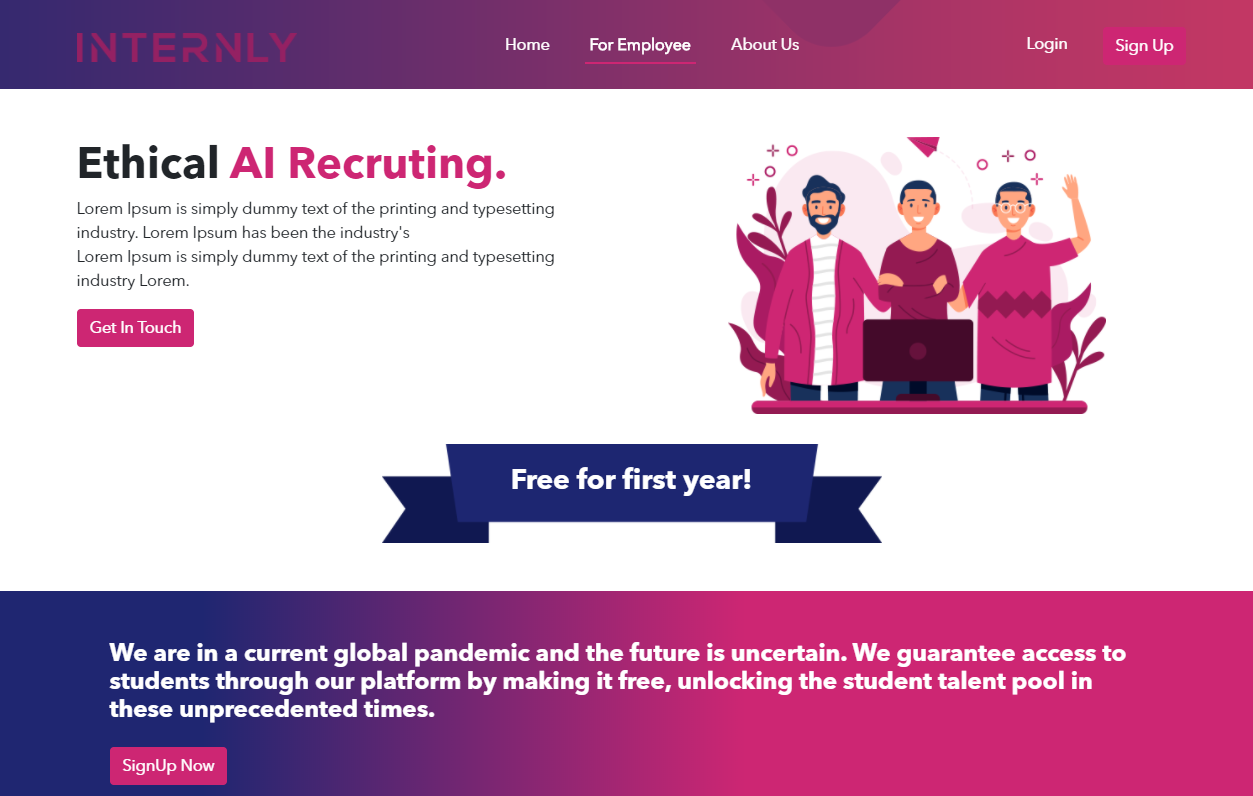 INTERNLY
Home
For Employee
About Us
Login
Sign Up
Ethical AI Recruting.
Lorem Ipsum is simply dummy text of the printing and typesetting
industry. Lorem Ipsum has been the industry's
Lorem Ipsum is simply dummy text of the printing and typesetting
industry Lorem.
Get In Touch
Free for first year!
We are in a current global pandemic and the future is uncertain. We guarantee access to
students through our platform by making it free, unlocking the student talent pool in
these unprecedented times.
SignUp Now